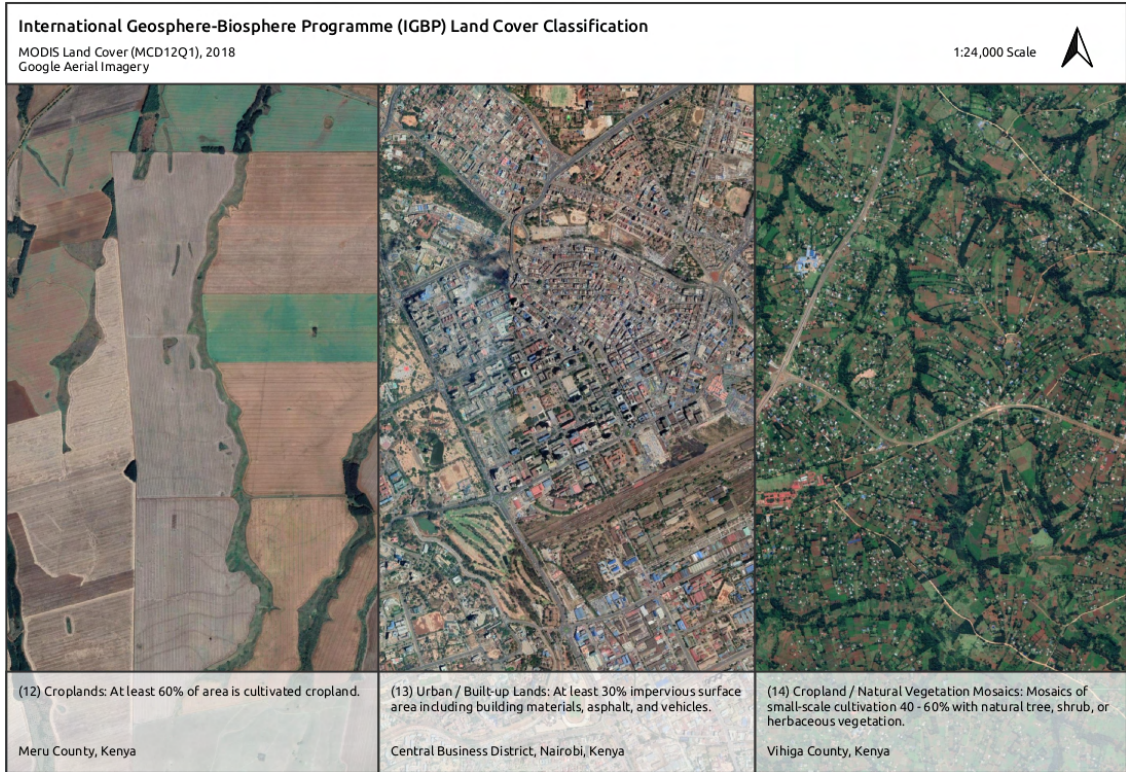 International Geosphere-Biosphere Programme (IGBP) Land Cover Classification
MODIS Land Cover (MCD12Q1), 2018
Google Aerial Imagery
1:24,000 Scale
(12) Croplands: At least 60% of area is cultivated cropland.
Meru County, Kenya
(13) Urban / Built-up Lands: At least 30% impervious surface
area including building materials, asphalt, and vehicles.
Central Business District, Nairobi, Kenya
(14) Cropland / Natural Vegetation Mosaics: Mosaics of
small-scale cultivation 40 - 60% with natural tree, shrub, or
herbaceous vegetation.
Vihiga County, Kenya